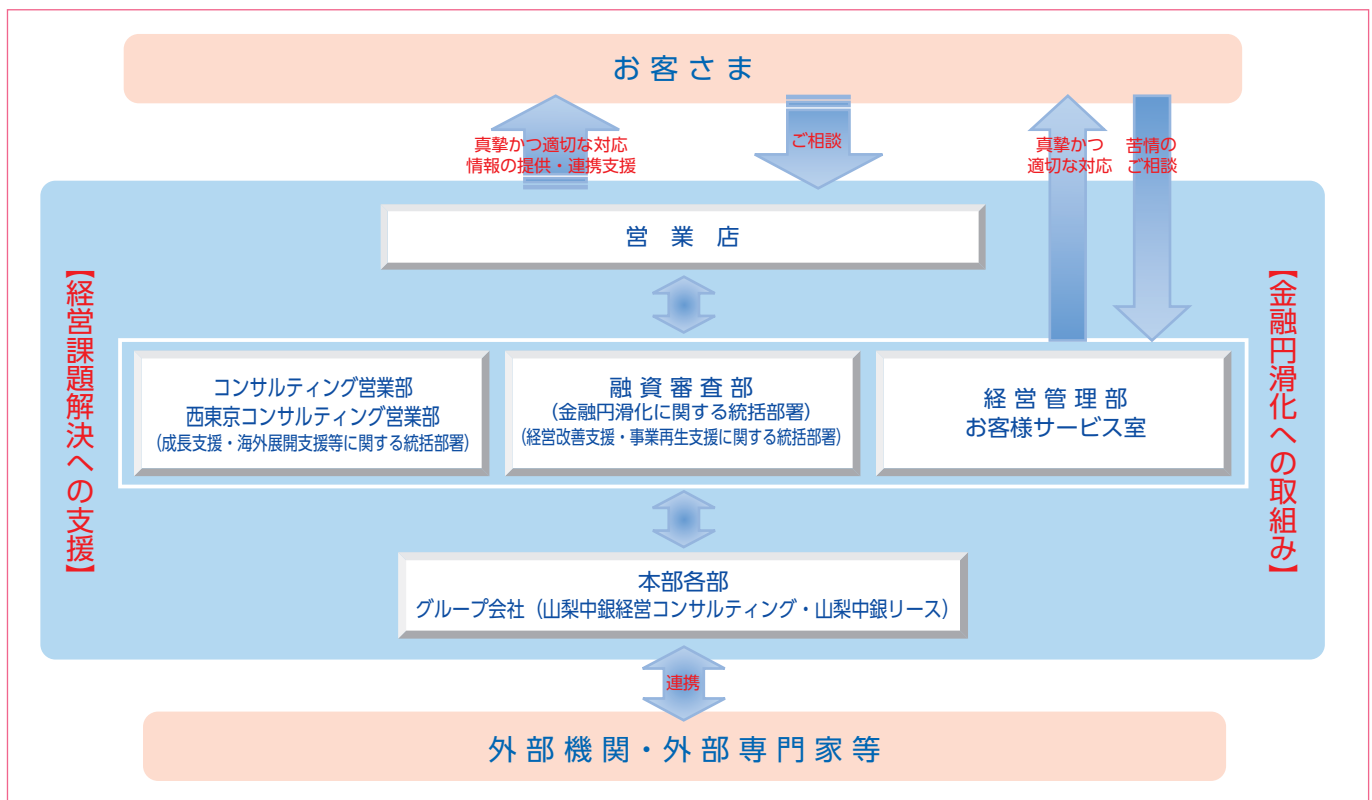 お客さま
真摯かつ適切な対応
情報の提供・連携支援
ご相談
真摯かつ
適切な対応
苦情の
ご相談
営業店
【経営課題解決への支援】
【金融円滑化への取組み】
コンサルティング営業部
西東京コンサルティング営業部
（成長支援・海外展開支援等に関する統括部署）
融資審査部
（金融円滑化に関する統括部署）
（経営改善支援・事業再生支援に関する統括部署）
経営管理部
お客様サービス室
本部各部
グループ会社（山梨中銀経営コンサルティング・山梨中銀リース）
連携
外部機関・外部専門家等